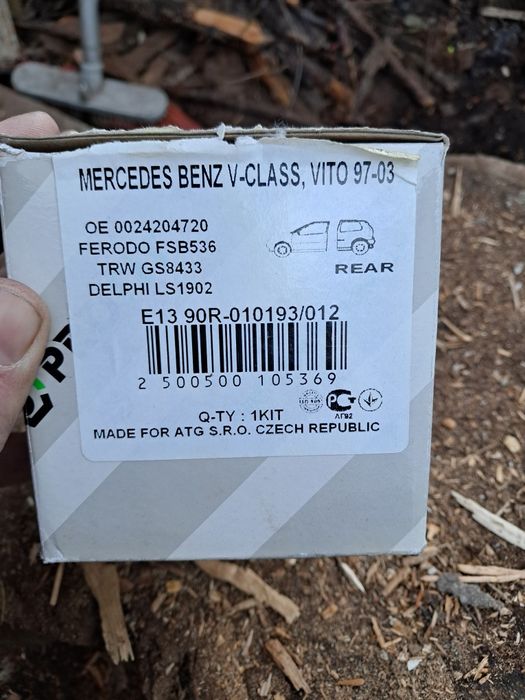 MERCEDES BENZ V-CLASS, VITO 97-03
OE 0024204720
FERODO FSB536
TRW GS8433
DELPHI LS1902
REAR
E13 90R-010193/012
2 500500 105369
АГ92
Q-TY : 1KIT
MADE FOR ATG S.R.O. CZECH REPUBLIC